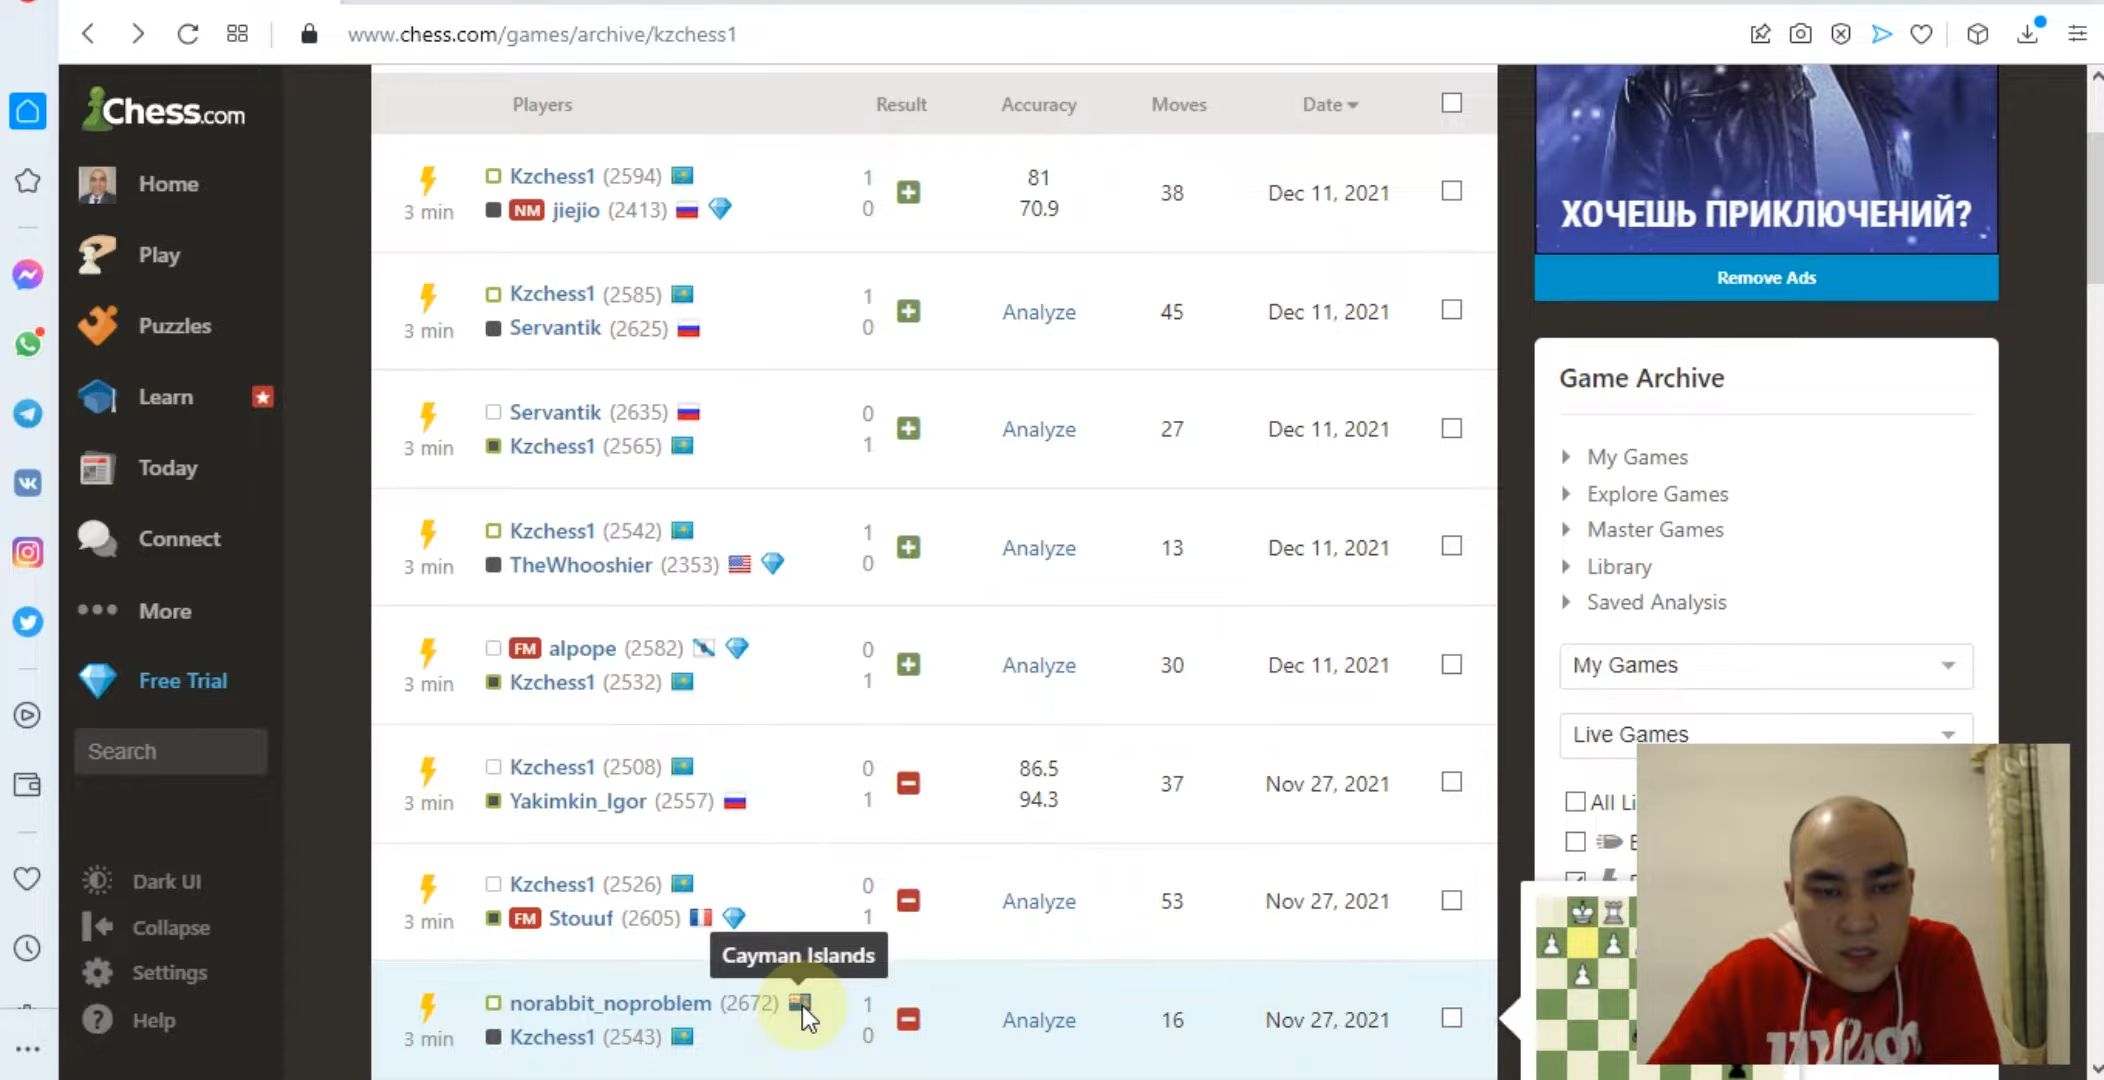 www.chess.com/games/archive/kzchess1
Chess.com
Home
Play
Puzzles
Learn
Today
Connect
More
Free Trial
Search
Dark UI
Collapse
Settings
Help
Players Result Accuracy Moves Date
3 min
Kzchess1 (2594) 1 81
NM jiejio (2413) 0 70.9
38 Dec 11, 2021
3 min
Kzchess1 (2585) 1
Servantik (2625) 0
Analyze 45 Dec 11, 2021
3 min
Servantik (2635) 0
Kzchess1 (2565) 1
Analyze 27 Dec 11, 2021
3 min
Kzchess1 (2542) 1
TheWhooshier (2353) 0
Analyze 13 Dec 11, 2021
3 min
FM alpope (2582) 0
Kzchess1 (2532) 1
Analyze 30 Dec 11, 2021
3 min
Kzchess1 (2508) 0 86.5
Yakimkin_Igor (2557) 1 94.3
37 Nov 27, 2021
3 min
Kzchess1 (2526) 0
FM Stouuf (2605) 1
Analyze 53 Nov 27, 2021
Cayman Islands
3 min
norabbit_noproblem (2672) 1
Kzchess1 (2543) 0
Analyze 16 Nov 27, 2021
ХОЧЕШЬ ПРИКЛЮЧЕНИЙ?
Remove Ads
Game Archive
My Games
Explore Games
Master Games
Library
Saved Analysis
My Games
Live Games
All Li